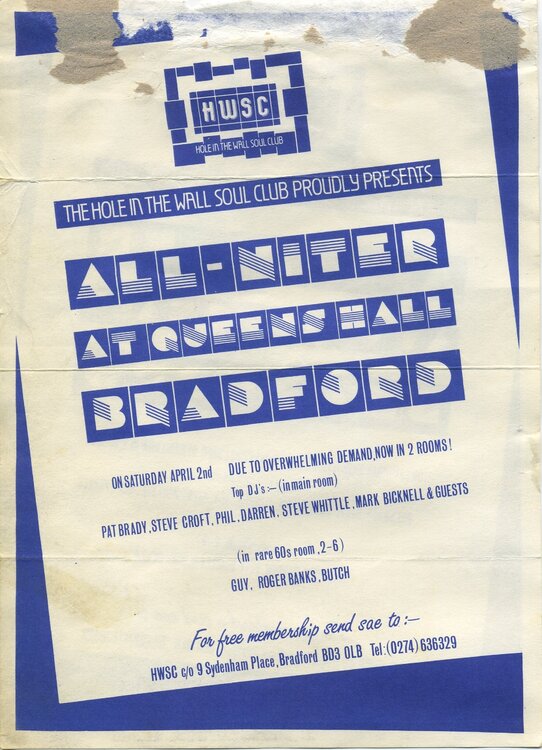 HWSC
HOLE IN THE WALL SOUL CLUB
THE HOLE IN THE WALL SOUL CLUB PROUDLY PRESENTS
ALL-NITER
AT QUEENS HALL
BRADFORD
ON SATURDAY APRIL 2nd DUE TO OVERWHELMING DEMAND,NOW IN 2 ROOMS!
Top DJ's:—(in main room)
PAT BRADY,STEVE CROFT,PHIL,DARREN,STEVE WHITTLE,MARK BICKNELL & GUESTS
(in rare 60s room,2-6)
GUY, ROGER BANKS,BUTCH
For free membership send sae to:—
HWSC c/o 9 Sydenham Place,Bradford BD3 OLB Tel:(0274) 636329